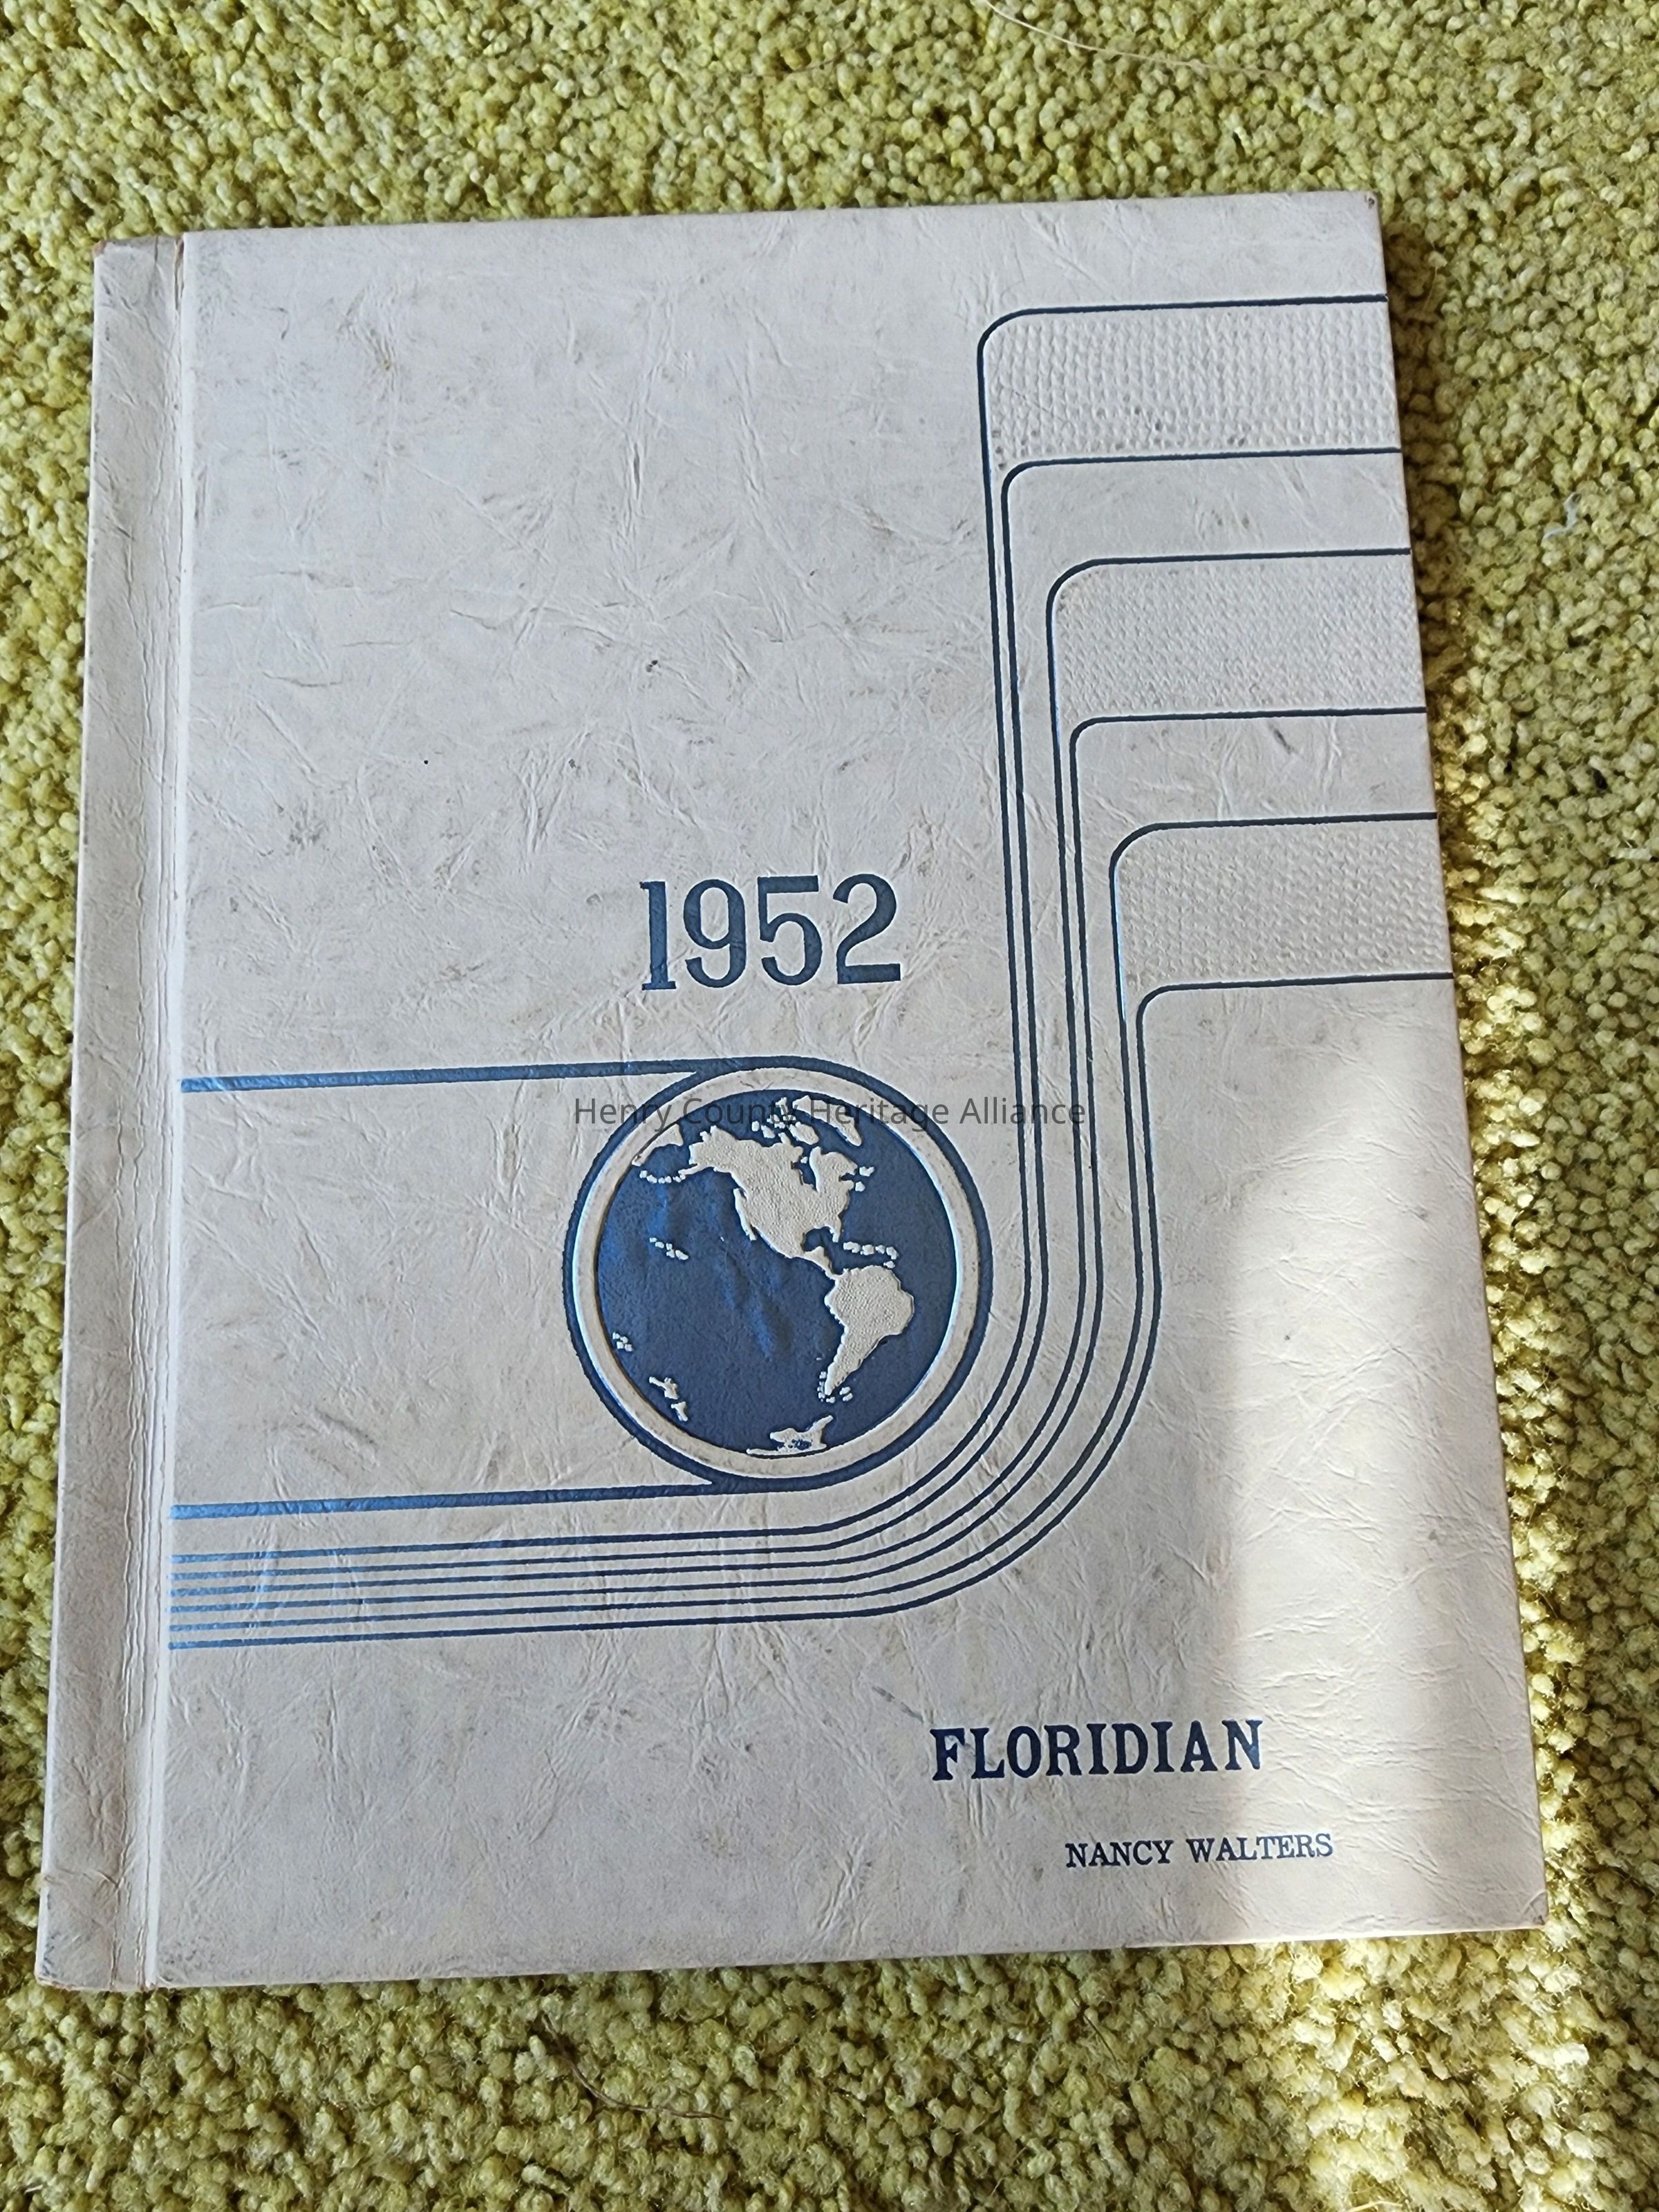 1952
Henry County Heritage Alliance
FLORIDIAN
NANCY WALTERS